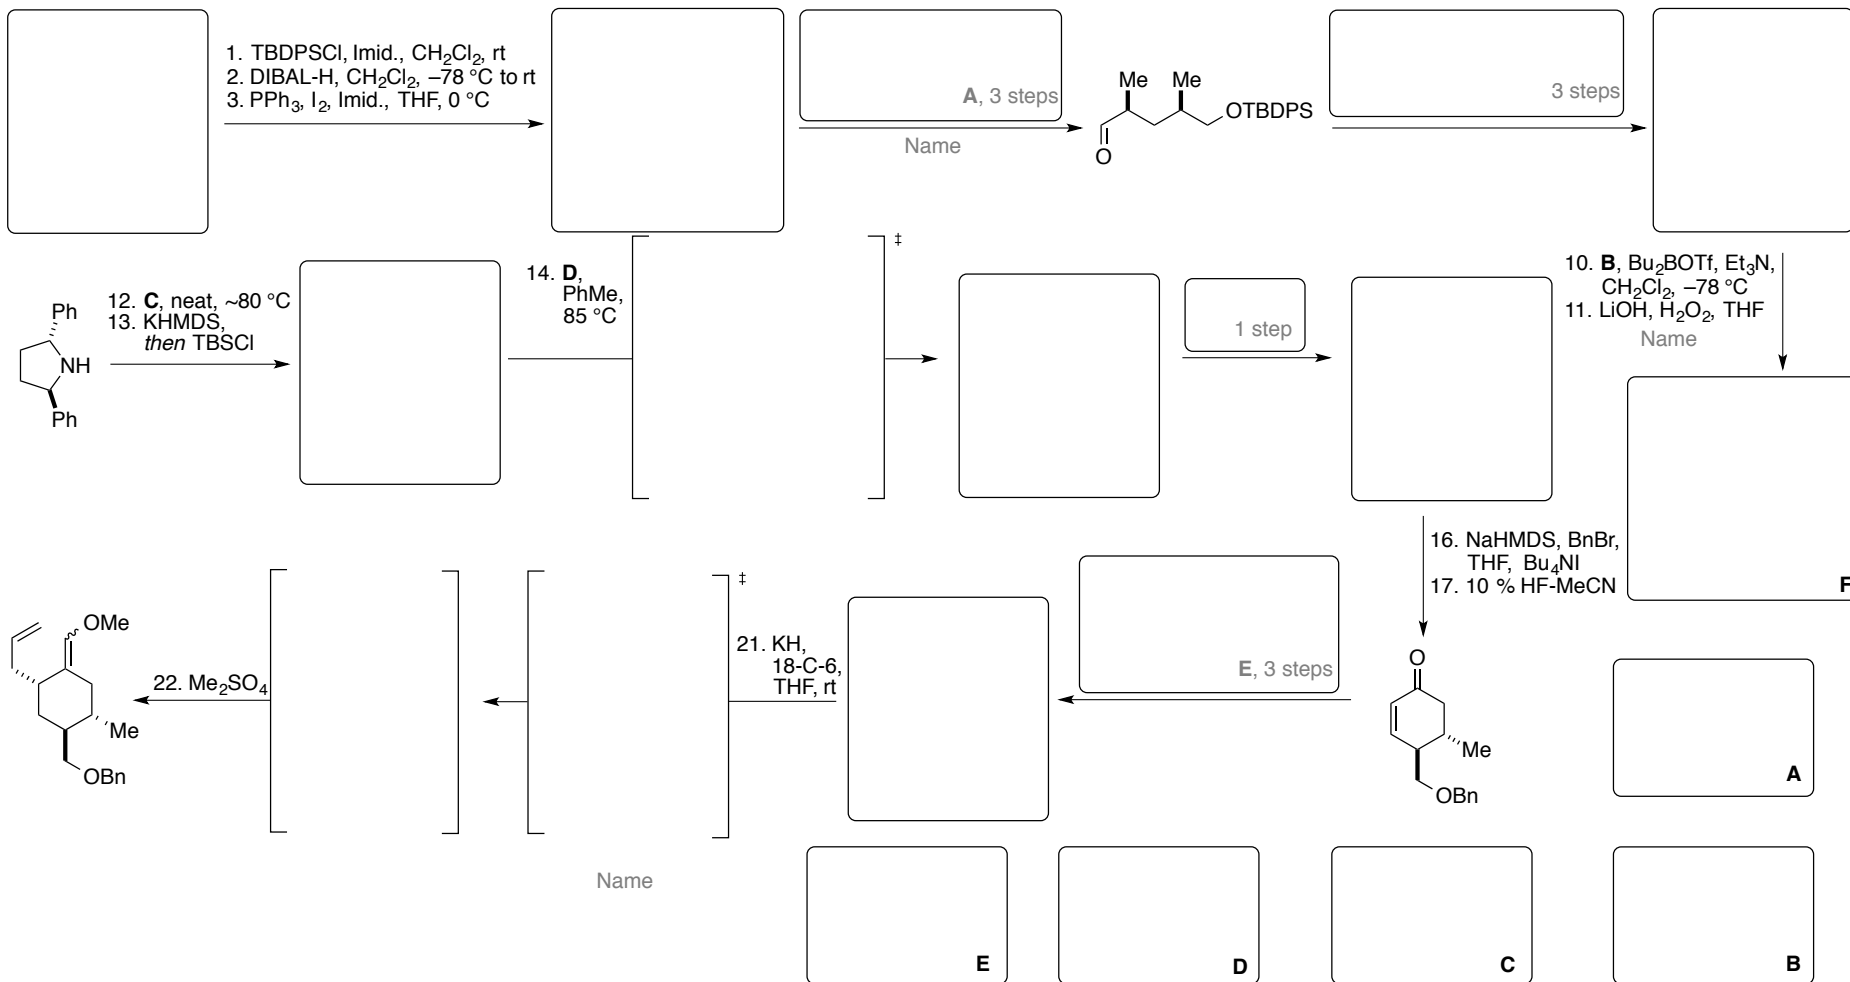 1. TBDPSCl, Imid., CH₂Cl₂, rt
2. DIBAL-H, CH₂Cl₂, –78 °C to rt
3. PPh₃, I₂, Imid., THF, 0 °C
A, 3 steps
Name
Me
Me
OTBDPS
O
3 steps
10. B, Bu₂BOTf, Et₃N,
CH₂Cl₂, –78 °C
11. LiOH, H₂O₂, THF
Name
F
Ph
NH
Ph
12. C, neat, ~80 °C
13. KHMDS,
then TBSCl
14. D,
PhMe,
85 °C
‡
1 step
16. NaHMDS, BnBr,
THF, Bu₄NI
17. 10 % HF-MeCN
O
Me
OBn
E, 3 steps
21. KH,
18-C-6,
THF, rt
‡
Name
22. Me₂SO₄
OMe
Me
OBn
A
E
D
C
B